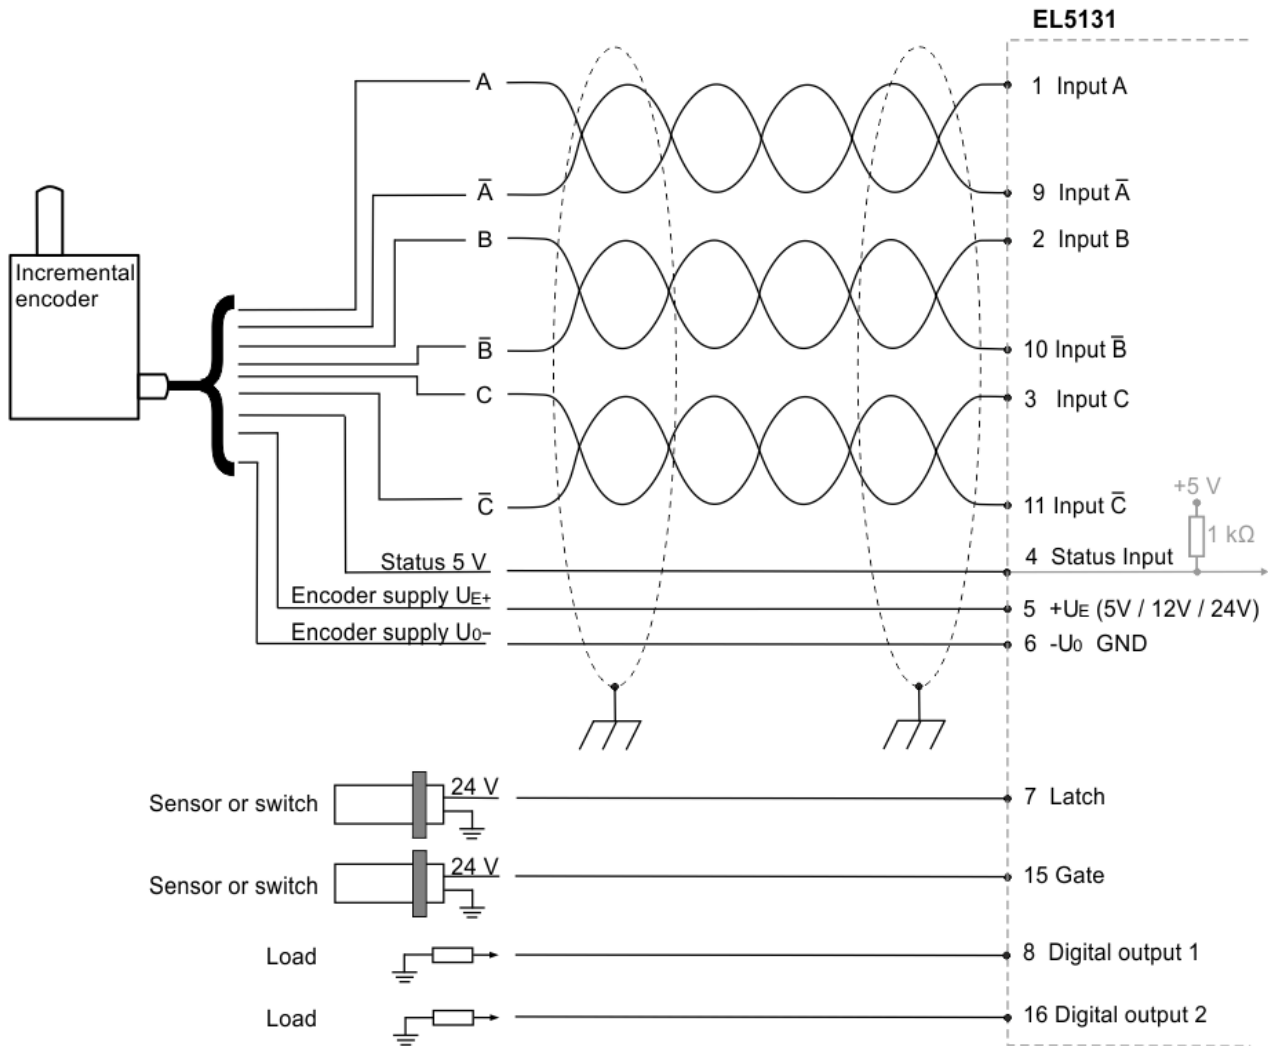 EL5131
A
1 Input A
A̅
9 Input A̅
B
2 Input B
Incremental
encoder
B̅
10 Input B̅
C
3 Input C
C̅
11 Input C̅
+5 V
1 kΩ
Status 5 V
4 Status Input
Encoder supply UE+
5 +UE (5V / 12V / 24V)
Encoder supply U0−
6 -U0 GND
Sensor or switch
24 V
7 Latch
Sensor or switch
24 V
15 Gate
Load
8 Digital output 1
Load
16 Digital output 2